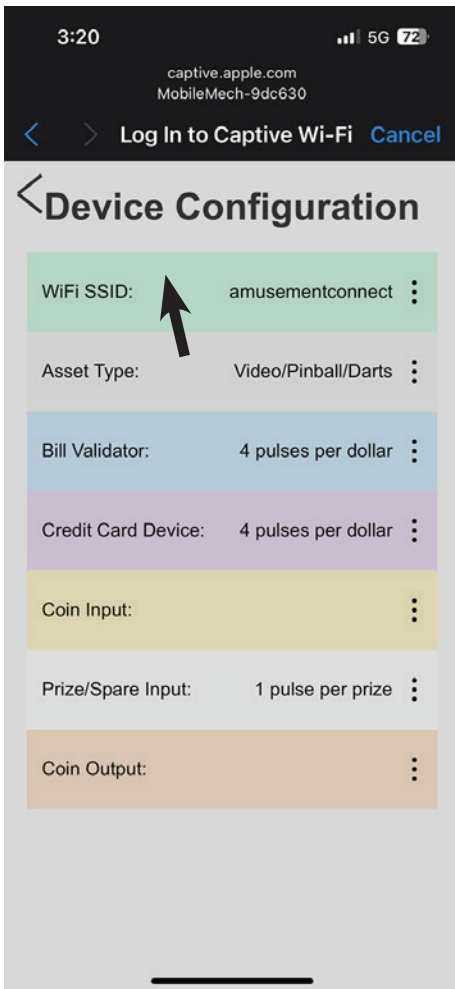 3:20 5G 72
captive.apple.com
MobileMech-9dc630
Log In to Captive Wi-Fi Cancel
Device Configuration
WiFi SSID: amusementconnect
Asset Type: Video/Pinball/Darts
Bill Validator: 4 pulses per dollar
Credit Card Device: 4 pulses per dollar
Coin Input:
Prize/Spare Input: 1 pulse per prize
Coin Output: